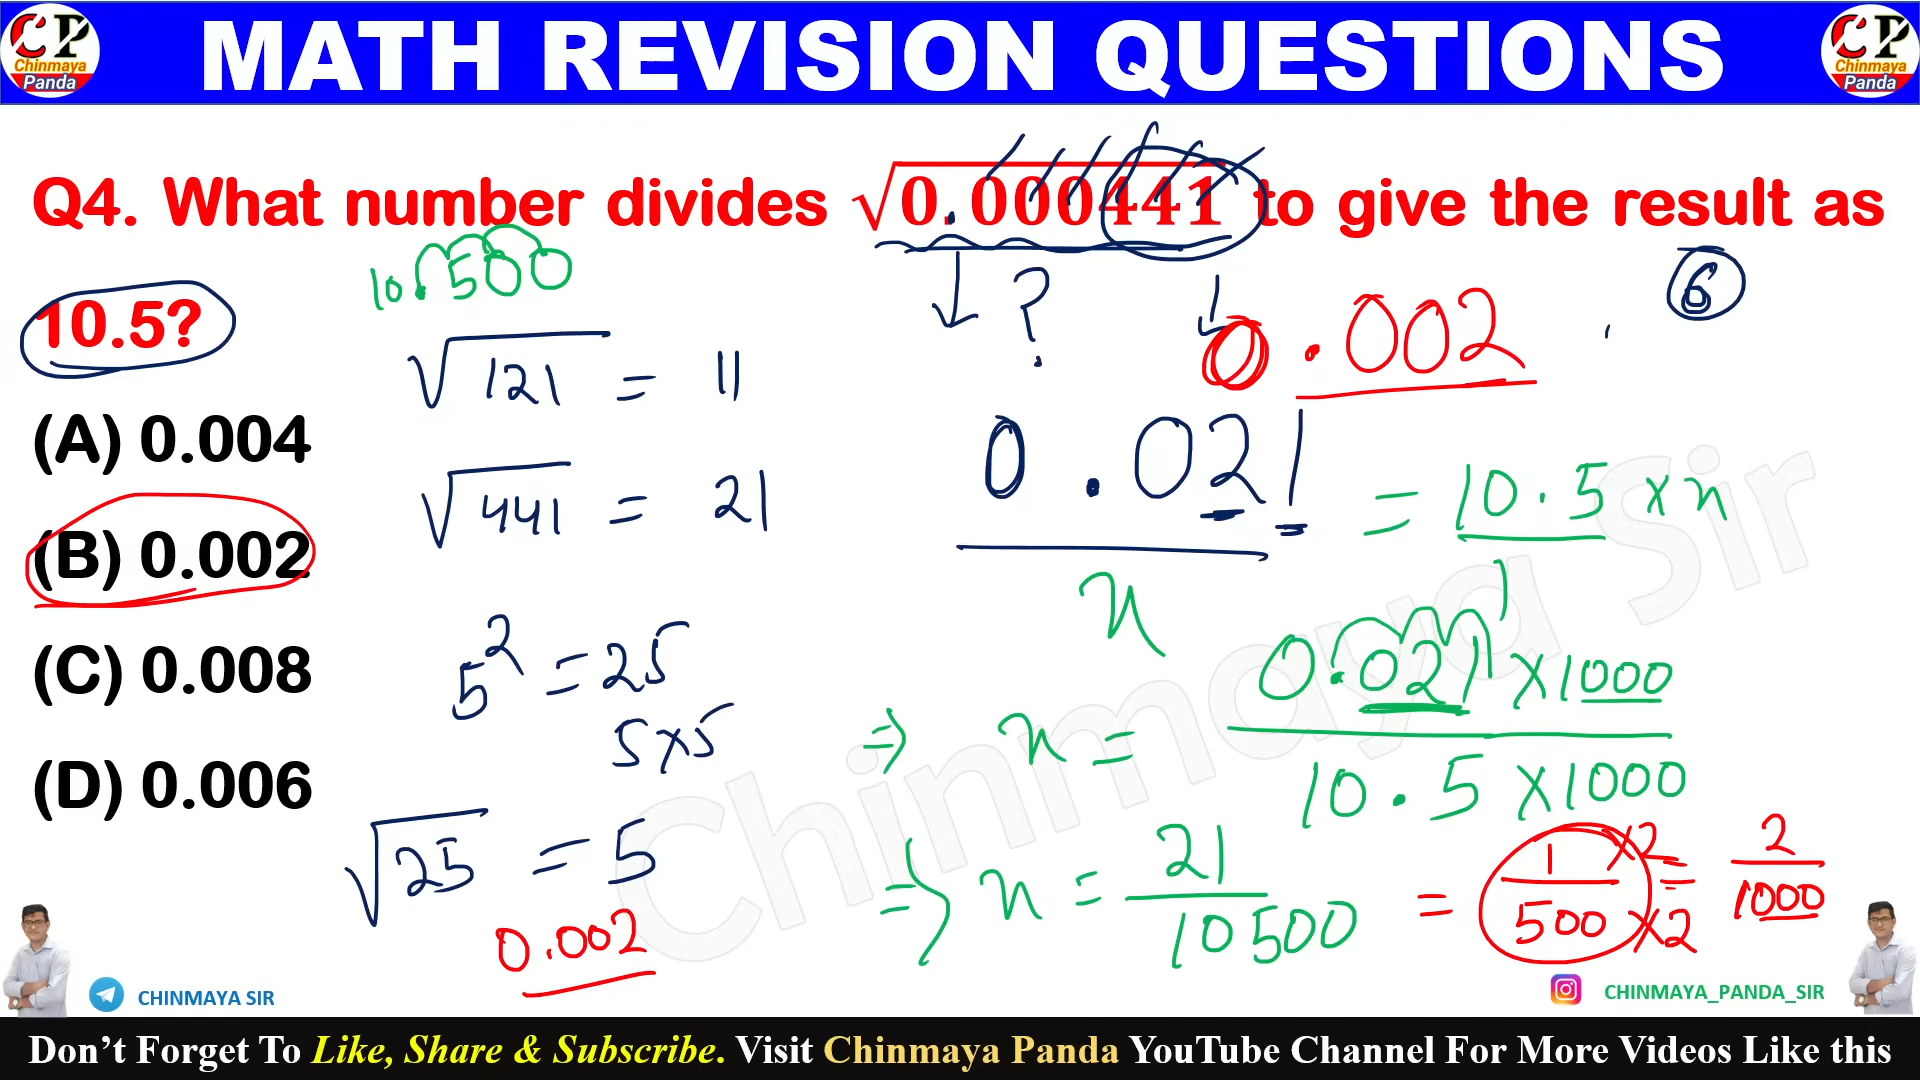 CP
Chinmaya
Panda
MATH REVISION QUESTIONS
CP
Chinmaya
Panda
Q4. What number divides √0.000441 to give the result as
10.5?
10.500
?
0.002
6
√121 = 11
(A) 0.004
0.021
x
= 10.5 × x
√441 = 21
(B) 0.002
5² = 25
5×5
(C) 0.008
⇒ x = 0.021 × 1000
10.5 × 1000
(D) 0.006
√25 = 5
⇒ x = 21
10500
= 1 ×2
500 ×2
= 2
1000
0.002
Chinmaya Sir
CHINMAYA SIR
CHINMAYA_PANDA_SIR
Don't Forget To Like, Share & Subscribe. Visit Chinmaya Panda YouTube Channel For More Videos Like this